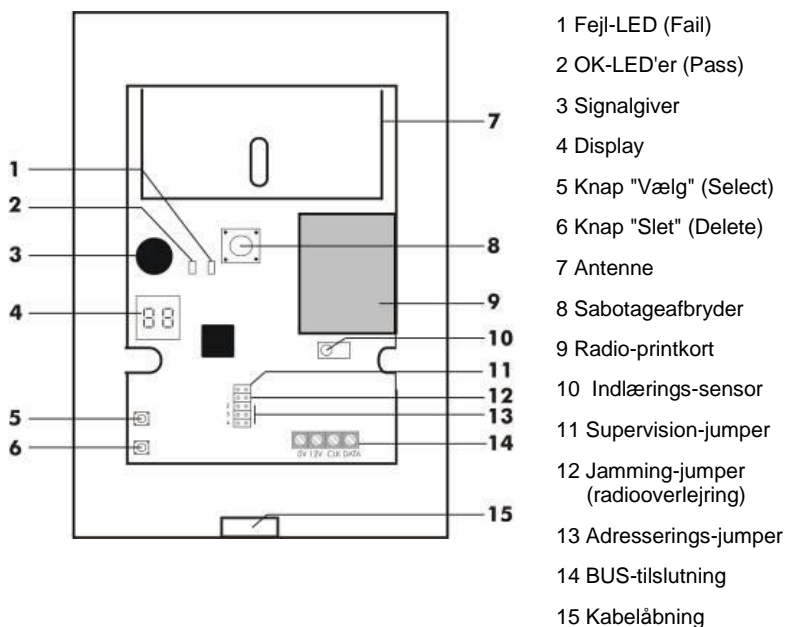 1
2
3
4
5
6
7
8
9
10
11
12
13
14
15
0V 12V CLK DATA
1 Fejl-LED (Fail)
2 OK-LED'er (Pass)
3 Signalgiver
4 Display
5 Knap "Vælg" (Select)
6 Knap "Slet" (Delete)
7 Antenne
8 Sabotageafbryder
9 Radio-printkort
10 Indlærings-sensor
11 Supervision-jumper
12 Jamming-jumper
(radiooverlejring)
13 Adresserings-jumper
14 BUS-tilslutning
15 Kabelåbning